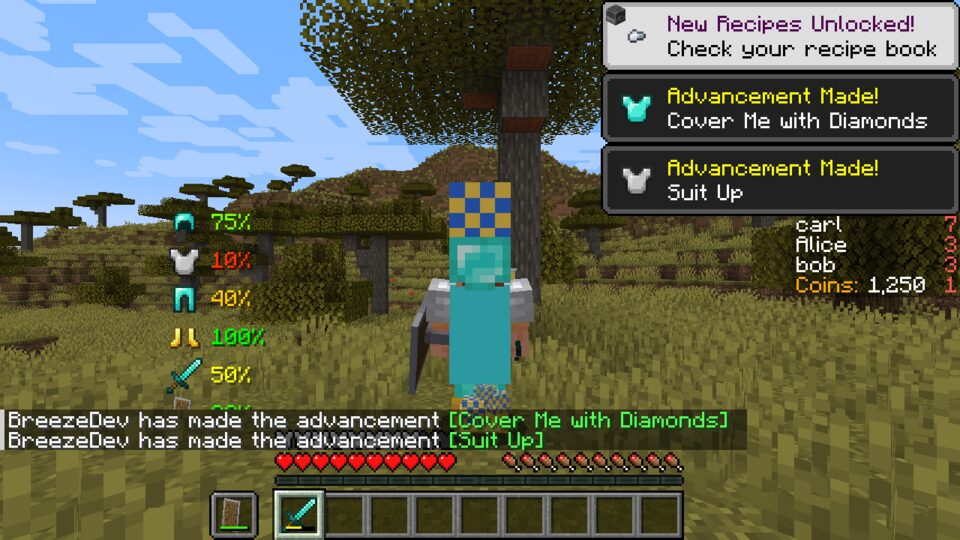 New Recipes Unlocked!
Check your recipe book
Advancement Made!
Cover Me with Diamonds
Advancement Made!
Suit Up
carl 7
Alice 3
bob 3
Coins: 1,250 1
75%
10%
40%
100%
50%
BreezeDev has made the advancement [Cover Me with Diamonds]
BreezeDev has made the advancement [Suit Up]